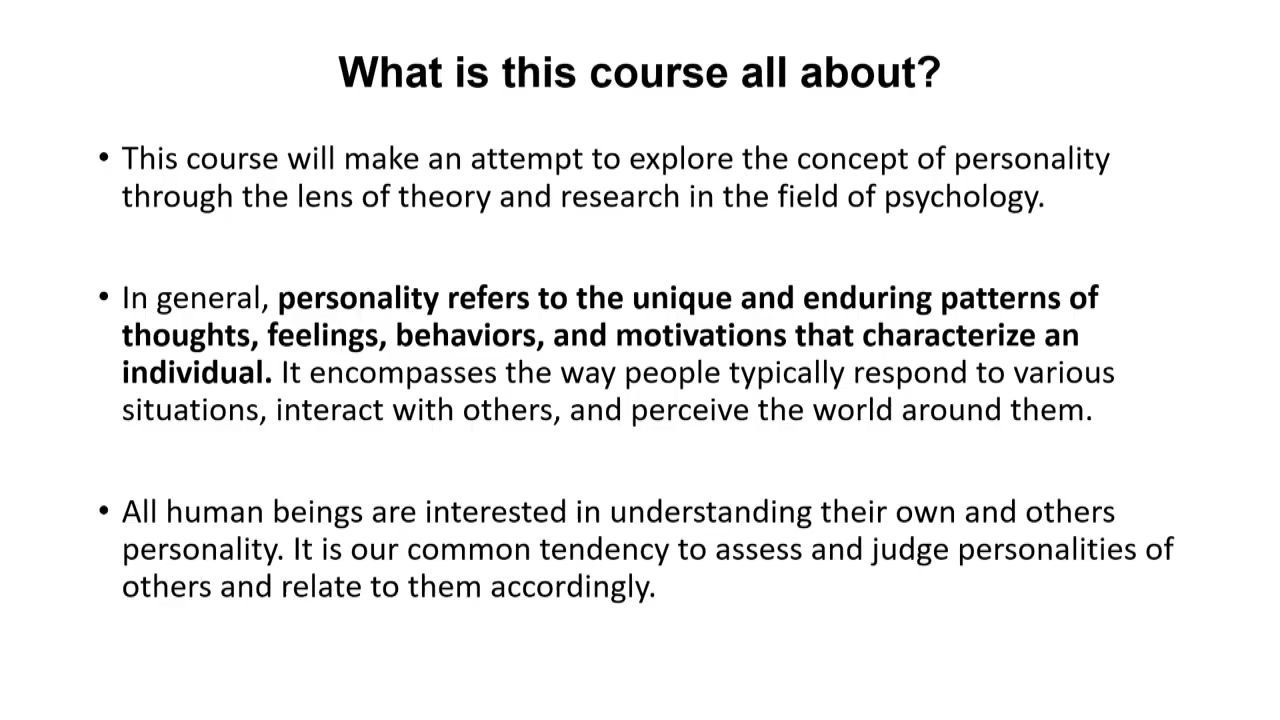 What is this course all about?
• This course will make an attempt to explore the concept of personality
through the lens of theory and research in the field of psychology.
• In general, personality refers to the unique and enduring patterns of
thoughts, feelings, behaviors, and motivations that characterize an
individual. It encompasses the way people typically respond to various
situations, interact with others, and perceive the world around them.
• All human beings are interested in understanding their own and others
personality. It is our common tendency to assess and judge personalities of
others and relate to them accordingly.